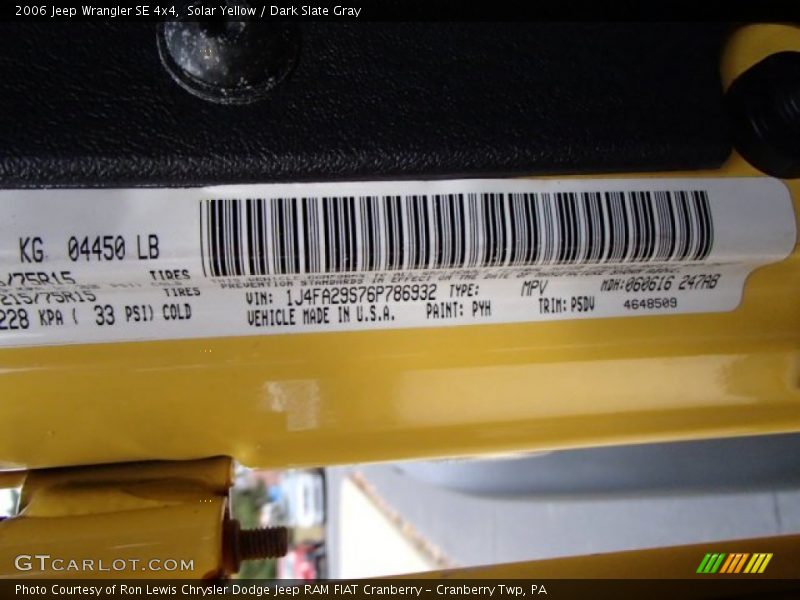 2006 Jeep Wrangler SE 4x4, Solar Yellow / Dark Slate Gray
KG 04450 LB
/75R15 TIRES
215/75R15 TIRES
228 KPA ( 33 PSI) COLD
VIN: 1J4FA29S76P786932 TYPE: MPV MDH:060616 247AB
VEHICLE MADE IN U.S.A. PAINT: PYH TRIM: P5DV 4648509
GTCARLOT.COM
Photo Courtesy of Ron Lewis Chrysler Dodge Jeep RAM FIAT Cranberry - Cranberry Twp, PA